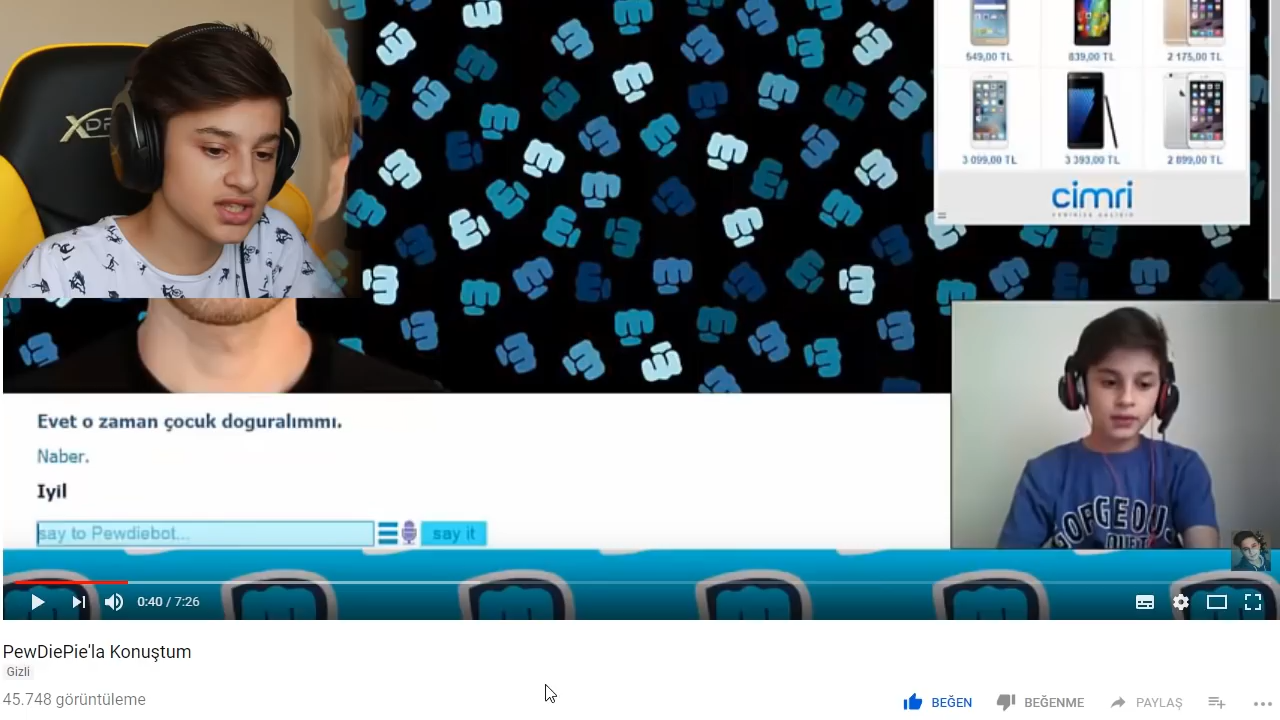 XDR
649,00 TL
839,00 TL
2 175,00 TL
3 099,00 TL
3 393,00 TL
2 899,00 TL
cimri
Evet o zaman çocuk doguralımmı.
Naber.
Iyil
say to Pewdiebot...
say it
GORGEOUS
0:40 / 7:26
PewDiePie'la Konuştum
Gizli
45.748 görüntüleme
BEĞEN
BEĞENME
PAYLAŞ